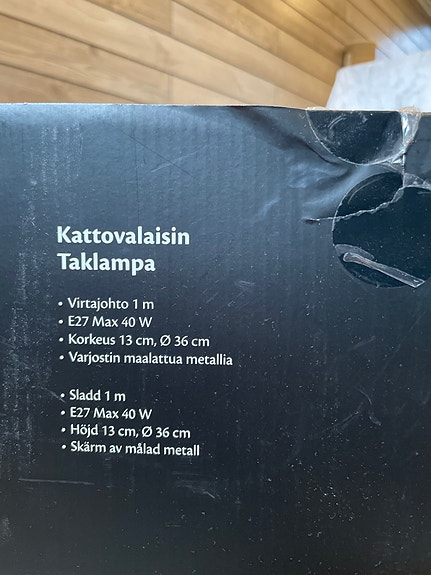 Kattovalaisin
Taklampa
• Virtajohto 1 m
• E27 Max 40 W
• Korkeus 13 cm, Ø 36 cm
• Varjostin maalattua metallia
• Sladd 1 m
• E27 Max 40 W
• Höjd 13 cm, Ø 36 cm
• Skärm av målad metall